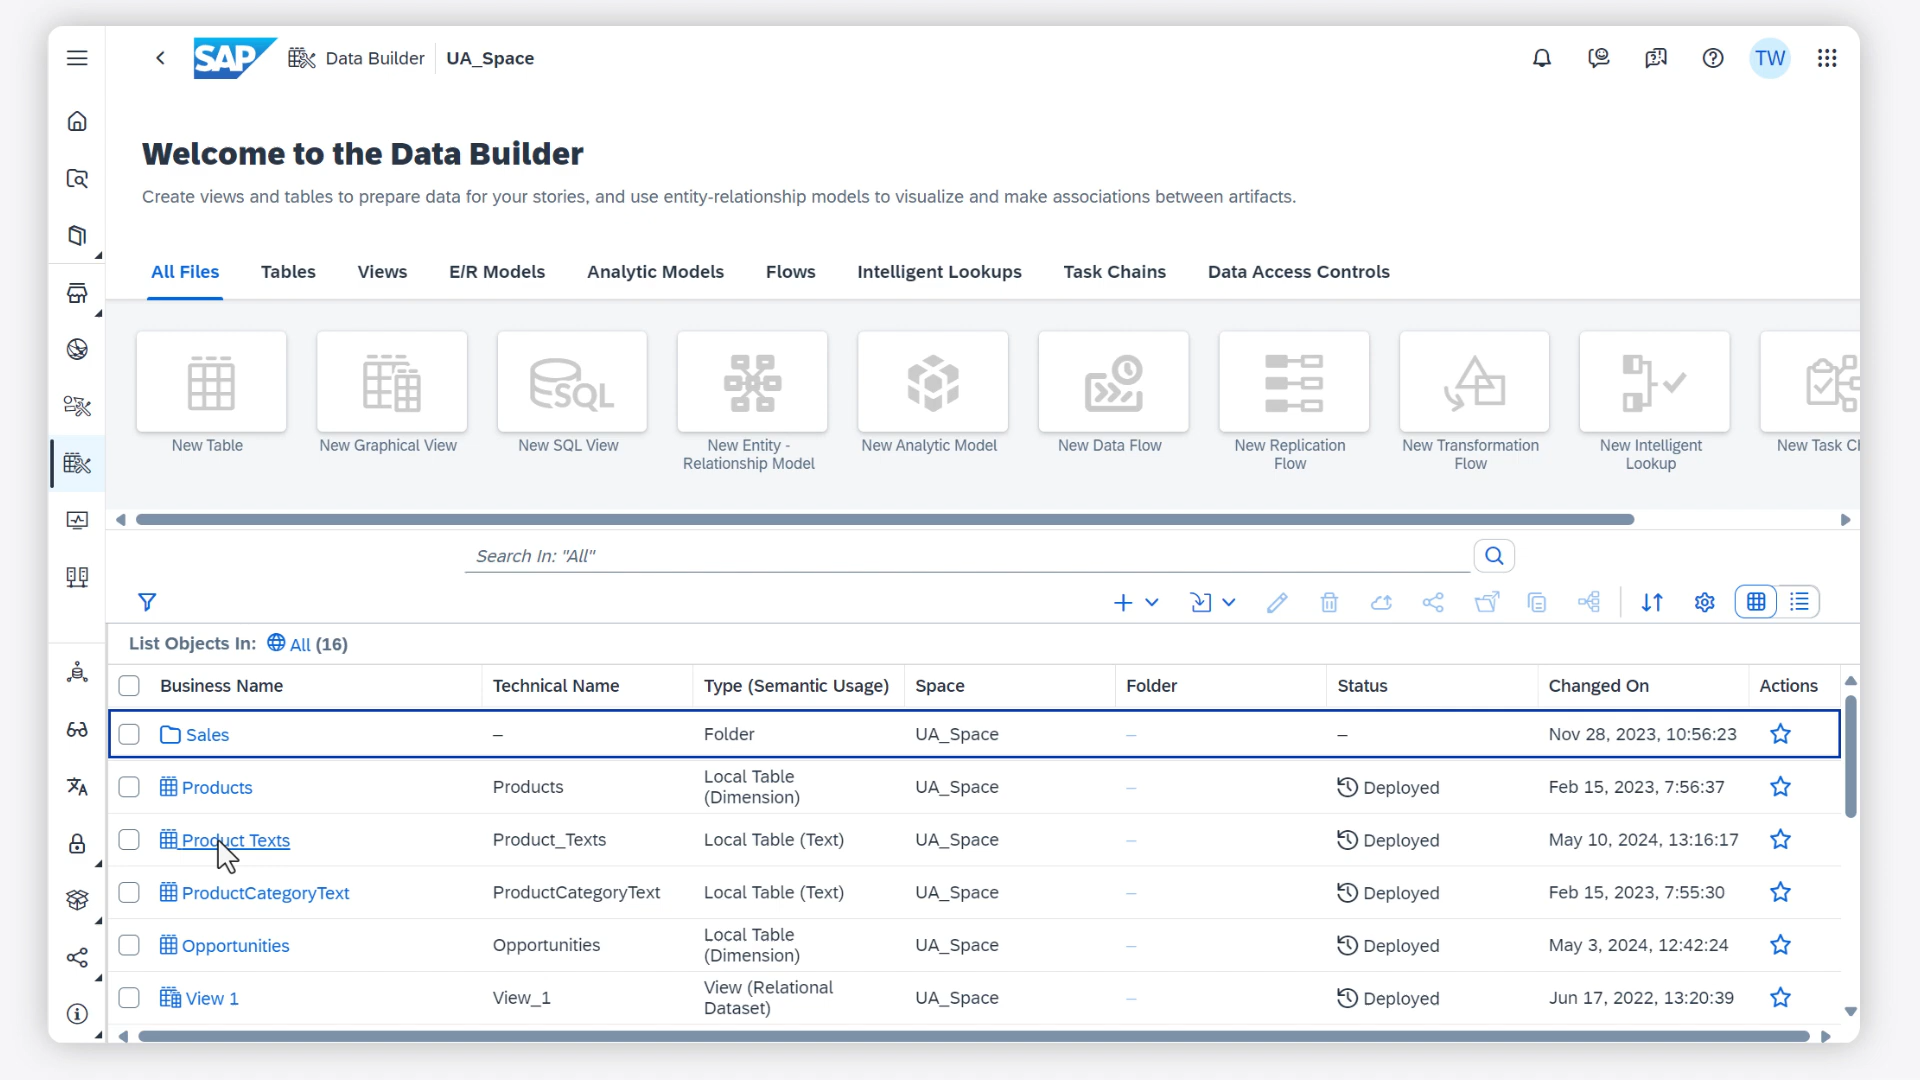 SAP Data Builder UA_Space TW
Welcome to the Data Builder
Create views and tables to prepare data for your stories, and use entity-relationship models to visualize and make associations between artifacts.
All Files Tables Views E/R Models Analytic Models Flows Intelligent Lookups Task Chains Data Access Controls
SQL
New Table New Graphical View New SQL View New Entity - New Analytic Model New Data Flow New Replication New Transformation New Intelligent New Task Cl
Relationship Model Flow Flow Lookup
Search In: "All"
List Objects In: All (16)
Business Name Technical Name Type (Semantic Usage) Space Folder Status Changed On Actions
Sales – Folder UA_Space – – Nov 28, 2023, 10:56:23
Products Products Local Table (Dimension) UA_Space – Deployed Feb 15, 2023, 7:56:37
Product Texts Product_Texts Local Table (Text) UA_Space – Deployed May 10, 2024, 13:16:17
ProductCategoryText ProductCategoryText Local Table (Text) UA_Space – Deployed Feb 15, 2023, 7:55:30
Opportunities Opportunities Local Table (Dimension) UA_Space – Deployed May 3, 2024, 12:42:24
View 1 View_1 View (Relational Dataset) UA_Space – Deployed Jun 17, 2022, 13:20:39